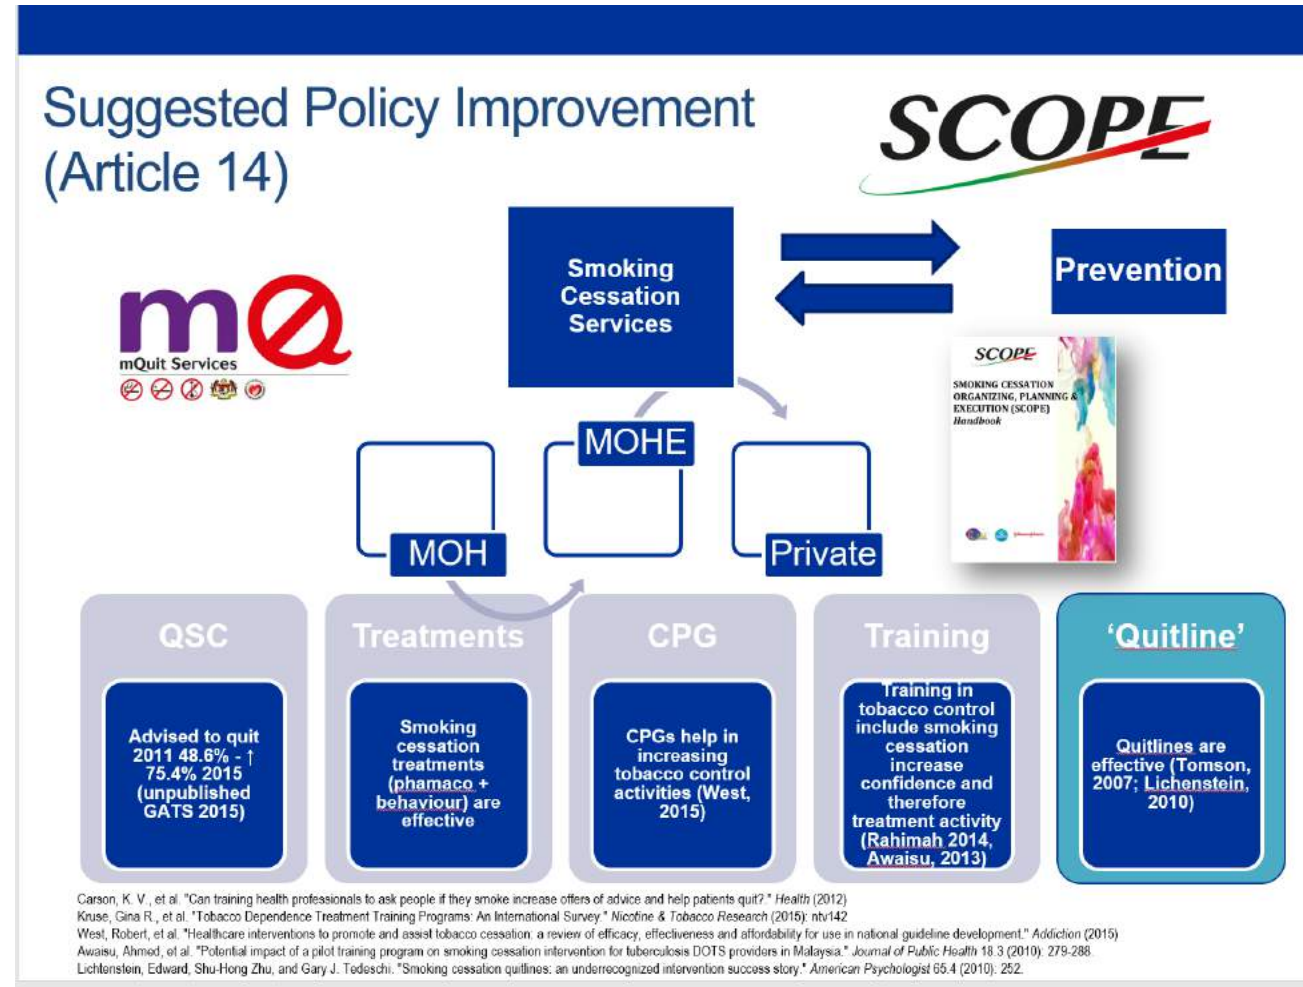 Suggested Policy Improvement
(Article 14)
SCOPE
Smoking
Cessation
Services
Prevention
mQ
mQuit Services
SCOPE
SMOKING CESSATION
ORGANIZING, PLANNING &
EXECUTION (SCOPE)
Handbook
MOHE
MOH
Private
QSC
Advised to quit
2011 48.6% - ↑
75.4% 2015
(unpublished
GATS 2015)
Treatments
Smoking
cessation
treatments
(phamaco +
behaviour) are
effective
CPG
CPGs help in
increasing
tobacco control
activities (West,
2015)
Training
Training in
tobacco control
include smoking
cessation
increase
confidence and
therefore
treatment activity
(Rahimah 2014,
Awaisu, 2013)
‘Quitline’
Quitlines are
effective (Tomson,
2007; Lichenstein,
2010)
Carson, K. V., et al. "Can training health professionals to ask people if they smoke increase offers of advice and help patients quit?." Health (2012)
Kruse, Gina R., et al. "Tobacco Dependence Treatment Training Programs: An International Survey." Nicotine & Tobacco Research (2015): ntv142
West, Robert, et al. "Healthcare interventions to promote and assist tobacco cessation: a review of efficacy, effectiveness and affordability for use in national guideline development." Addiction (2015)
Awaisu, Ahmed, et al. "Potential impact of a pilot training program on smoking cessation intervention for tuberculosis DOTS providers in Malaysia." Journal of Public Health 18.3 (2010): 279-288.
Lichtenstein, Edward, Shu-Hong Zhu, and Gary J. Tedeschi. "Smoking cessation quitlines: an underrecognized intervention success story." American Psychologist 65.4 (2010): 252.